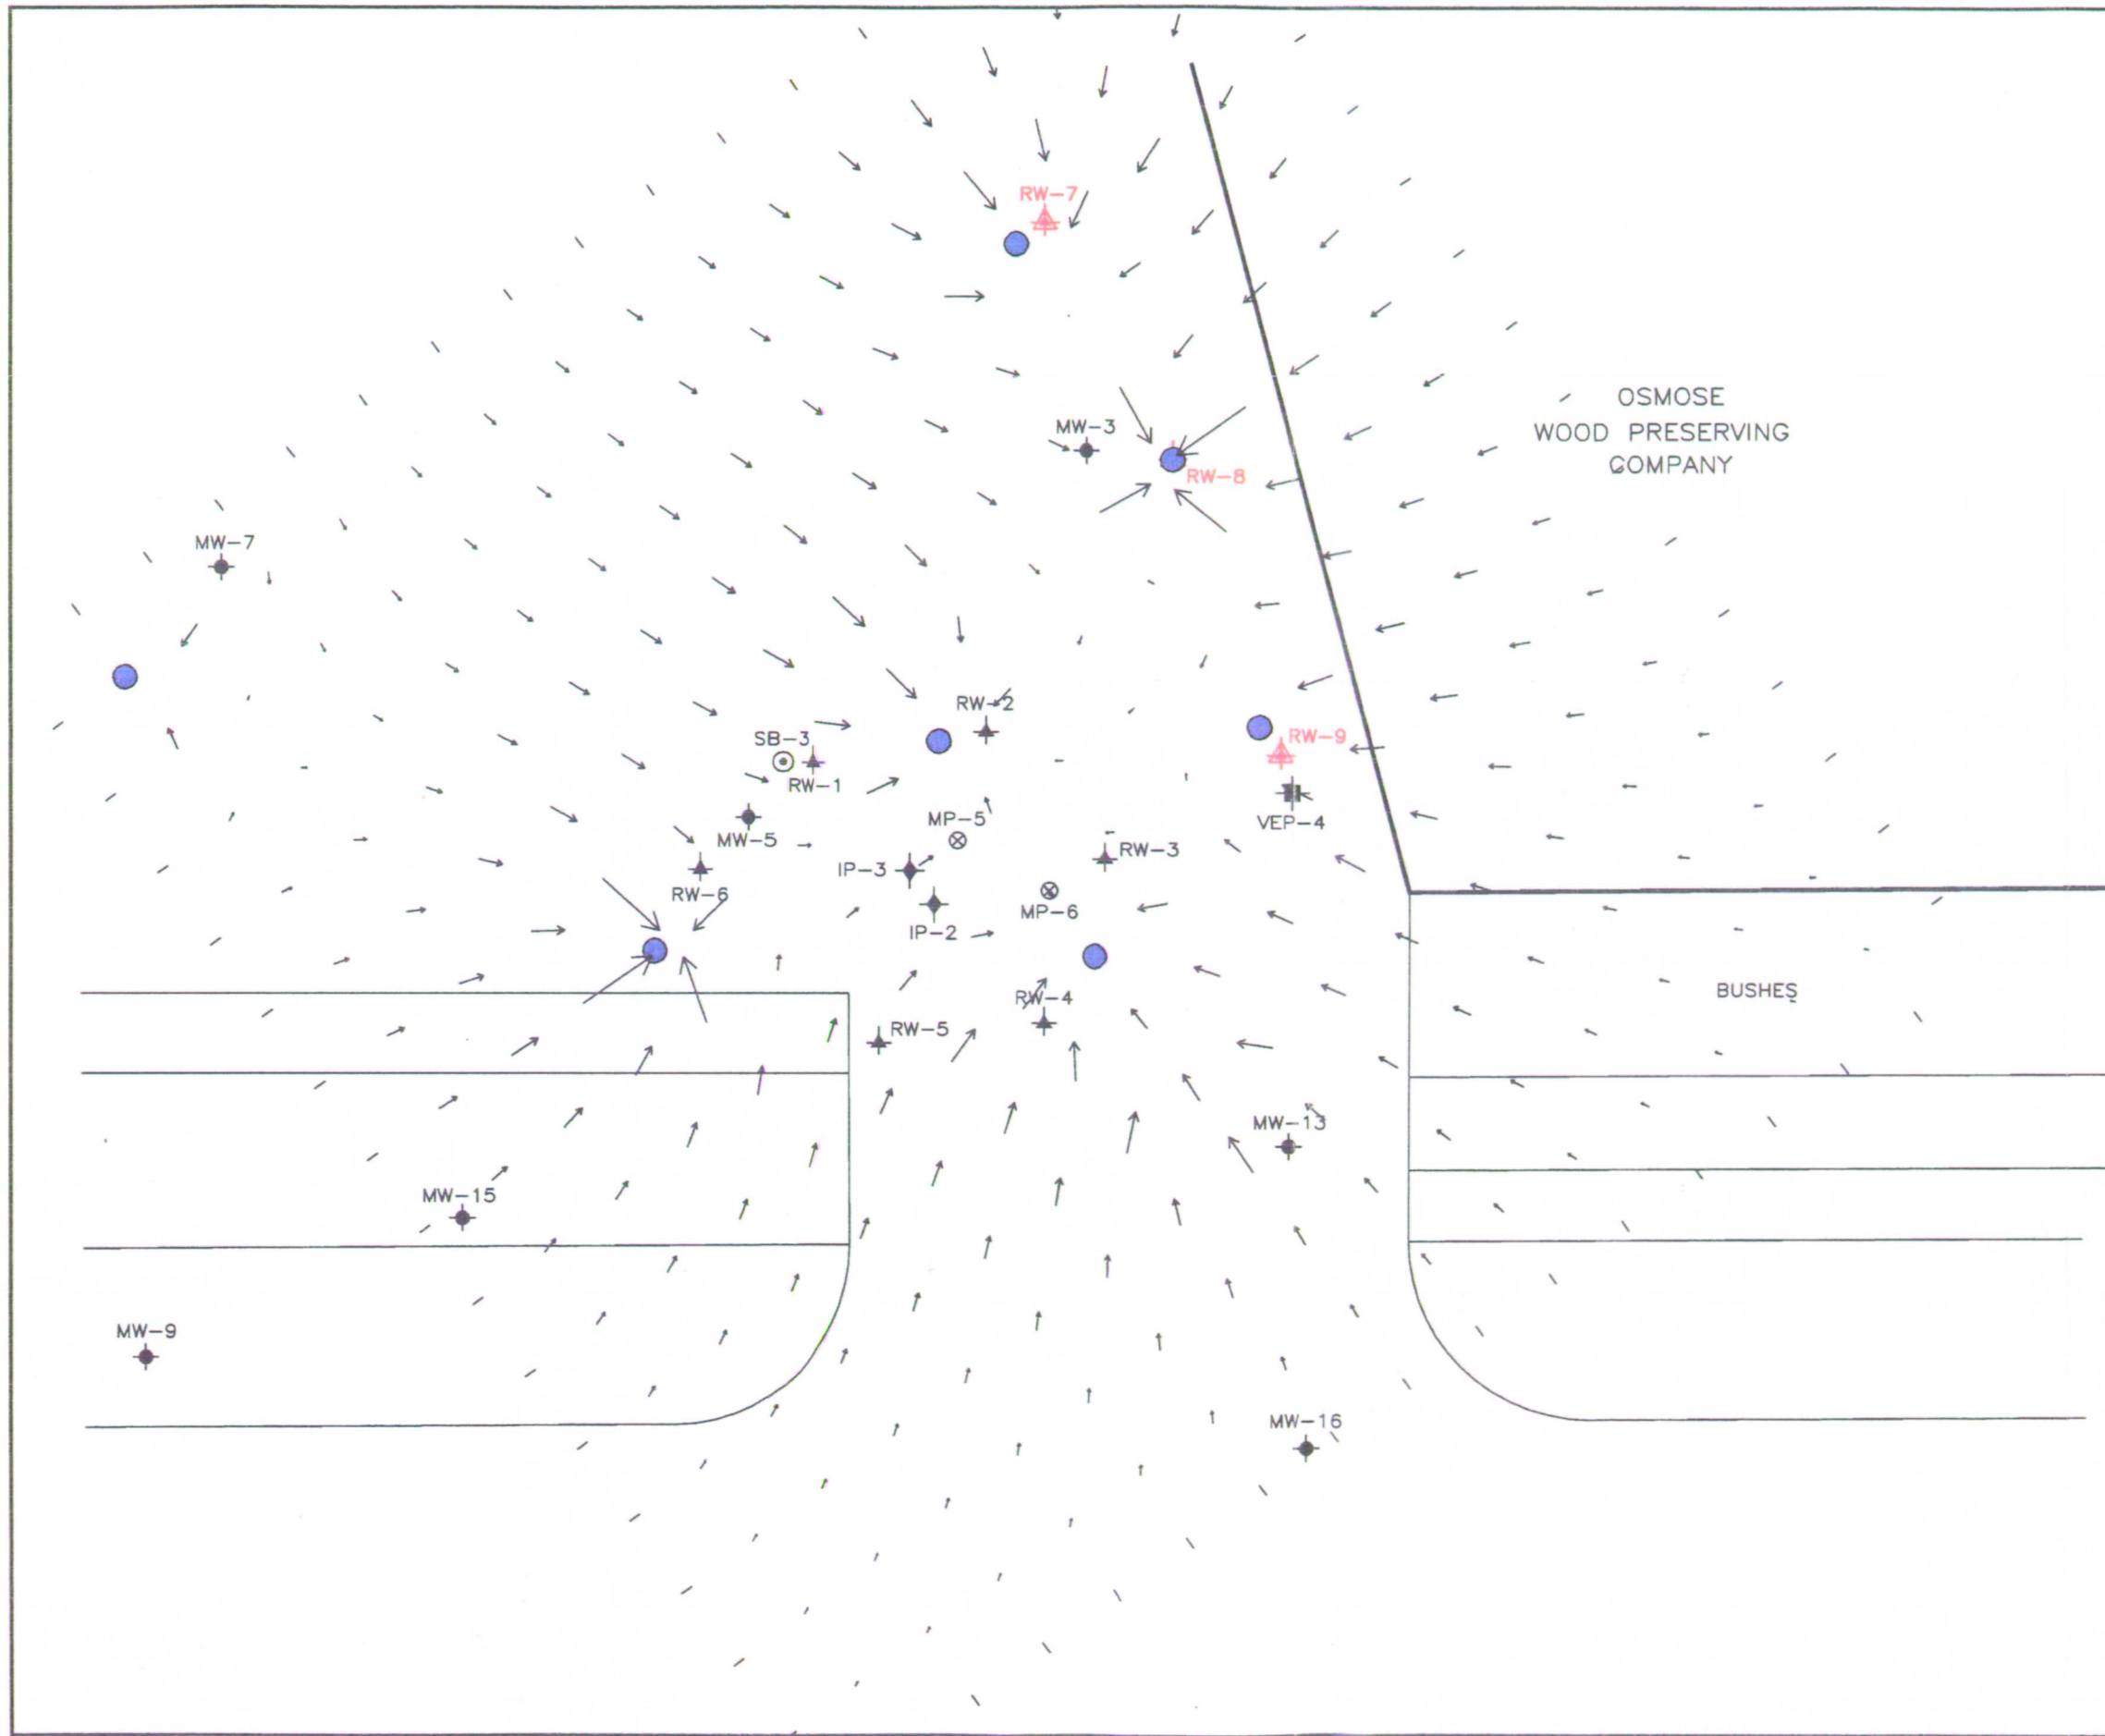 RW-7
OSMOSE
WOOD PRESERVING
COMPANY
MW-3
RW-8
MW-7
RW-2
SB-3
RW-1
RW-9
MP-5
VEP-4
MW-5
RW-3
IP-3
RW-6
MP-6
IP-2
BUSHES
RW-4
RW-5
MW-13
MW-15
MW-9
MW-16